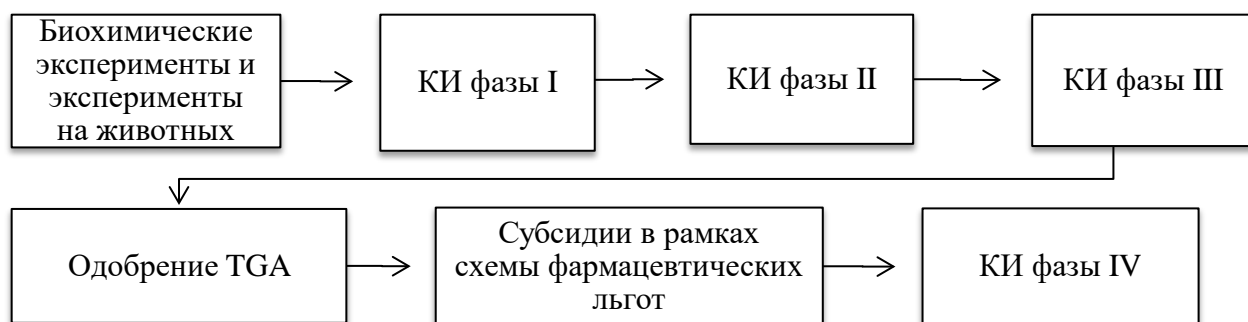 Биохимические
эксперименты и
эксперименты
на животных
КИ фазы I
КИ фазы II
КИ фазы III
Одобрение TGA
Субсидии в рамках
схемы фармацевтических
льгот
КИ фазы IV